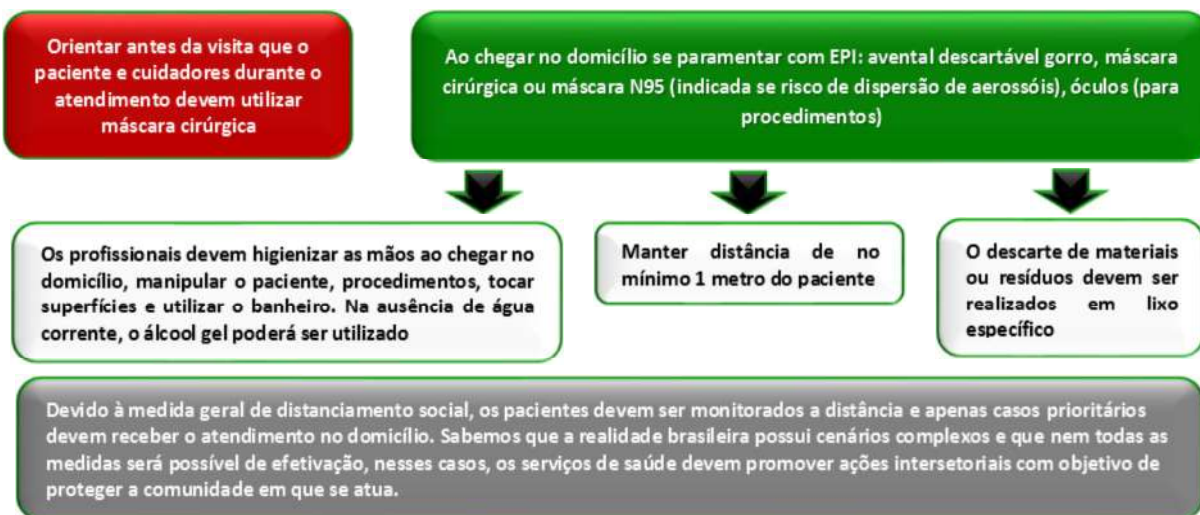 Orientar antes da visita que o
paciente e cuidadores durante o
atendimento devem utilizar
máscara cirúrgica
Ao chegar no domicílio se paramentar com EPI: avental descartável gorro, máscara
cirúrgica ou máscara N95 (indicada se risco de dispersão de aerossóis), óculos (para
procedimentos)
Os profissionais devem higienizar as mãos ao chegar no
domicílio, manipular o paciente, procedimentos, tocar
superfícies e utilizar o banheiro. Na ausência de água
corrente, o álcool gel poderá ser utilizado
Manter distância de no
mínimo 1 metro do paciente
O descarte de materiais
ou resíduos devem ser
realizados em lixo
específico
Devido à medida geral de distanciamento social, os pacientes devem ser monitorados a distância e apenas casos prioritários
devem receber o atendimento no domicílio. Sabemos que a realidade brasileira possui cenários complexos e que nem todas as
medidas será possível de efetivação, nesses casos, os serviços de saúde devem promover ações intersetoriais com objetivo de
proteger a comunidade em que se atua.